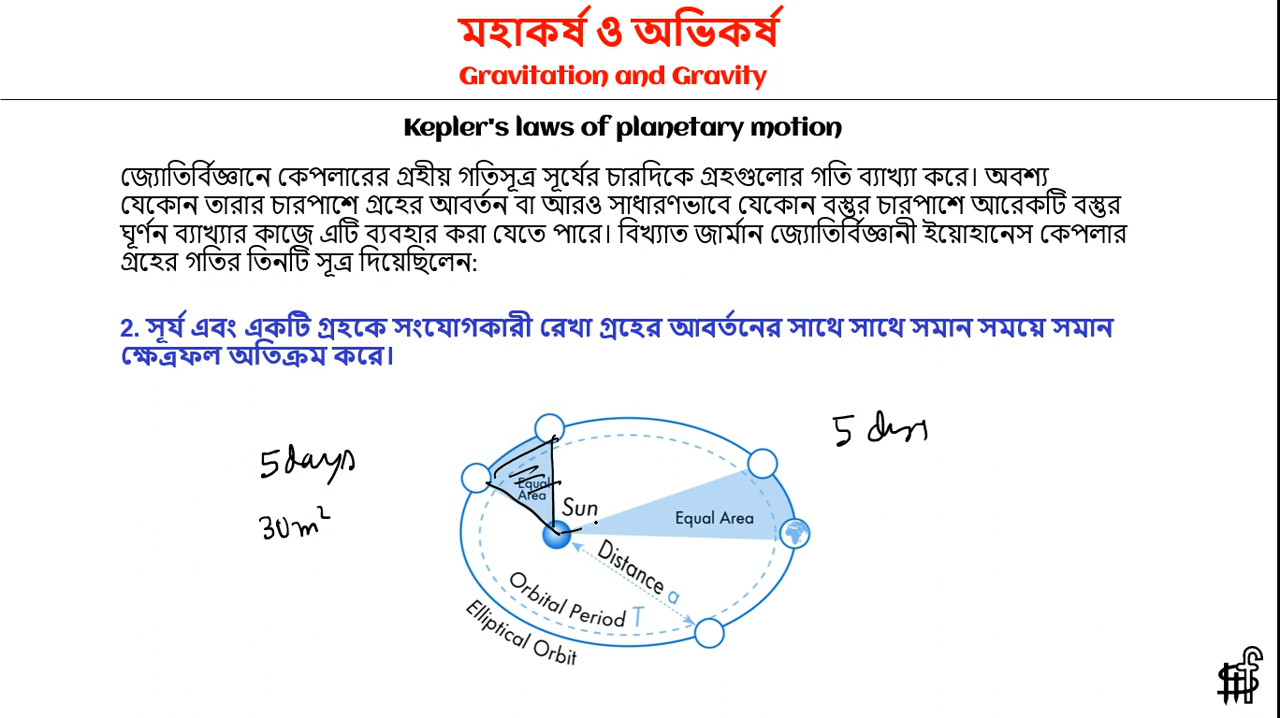 মহাকর্ষ ও অভিকর্ষ
Gravitation and Gravity
Kepler's laws of planetary motion
জ্যোতির্বিজ্ঞানে কেপলারের গ্রহীয় গতিসূত্র সূর্যের চারদিকে গ্রহগুলোর গতি ব্যাখ্যা করে। অবশ্য
যেকোন তারার চারপাশে গ্রহের আবর্তন বা আরও সাধারণভাবে যেকোন বস্তুর চারপাশে আরেকটি বস্তুর
ঘূর্ণন ব্যাখ্যার কাজে এটি ব্যবহার করা যেতে পারে। বিখ্যাত জার্মান জ্যোতির্বিজ্ঞানী ইয়োহানেস কেপলার
গ্রহের গতির তিনটি সূত্র দিয়েছিলেন:
2. সূর্য এবং একটি গ্রহকে সংযোগকারী রেখা গ্রহের আবর্তনের সাথে সাথে সমান সময়ে সমান
ক্ষেত্রফল অতিক্রম করে।
5 days
5 days
30 m²
Equal
Area
Sun
Equal Area
Distance a
Orbital Period T
Elliptical Orbit